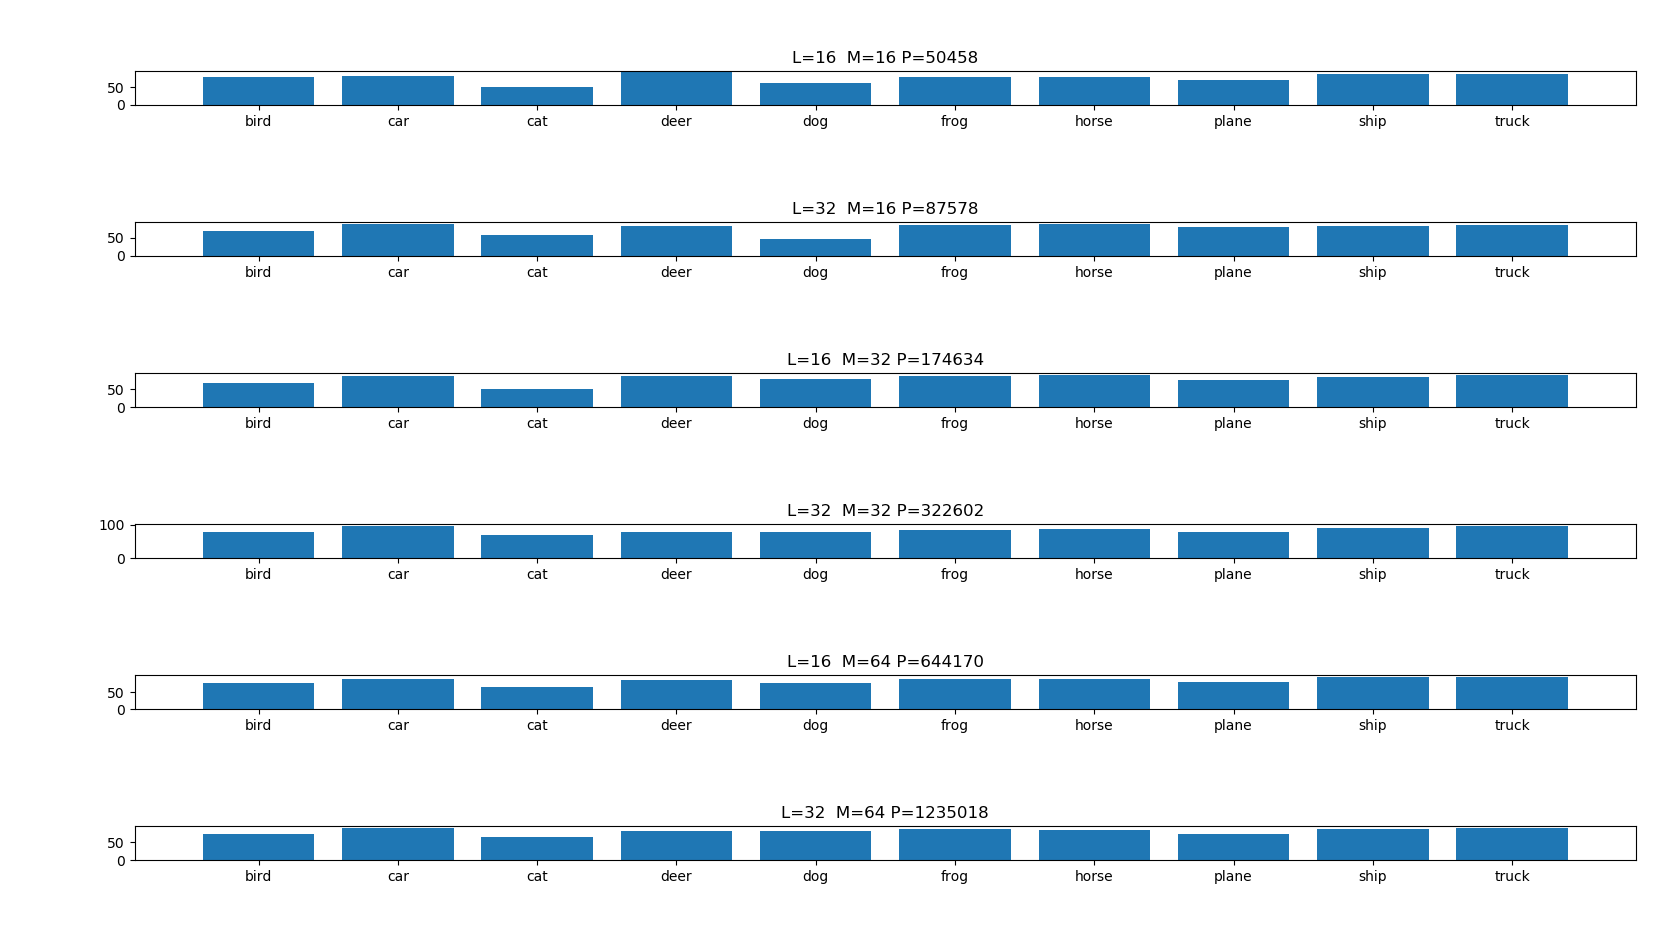 L=16  M=16 P=50458
50
0
bird car cat deer dog frog horse plane ship truck
L=32  M=16 P=87578
50
0
bird car cat deer dog frog horse plane ship truck
L=16  M=32 P=174634
50
0
bird car cat deer dog frog horse plane ship truck
L=32  M=32 P=322602
100
0
bird car cat deer dog frog horse plane ship truck
L=16  M=64 P=644170
50
0
bird car cat deer dog frog horse plane ship truck
L=32  M=64 P=1235018
50
0
bird car cat deer dog frog horse plane ship truck